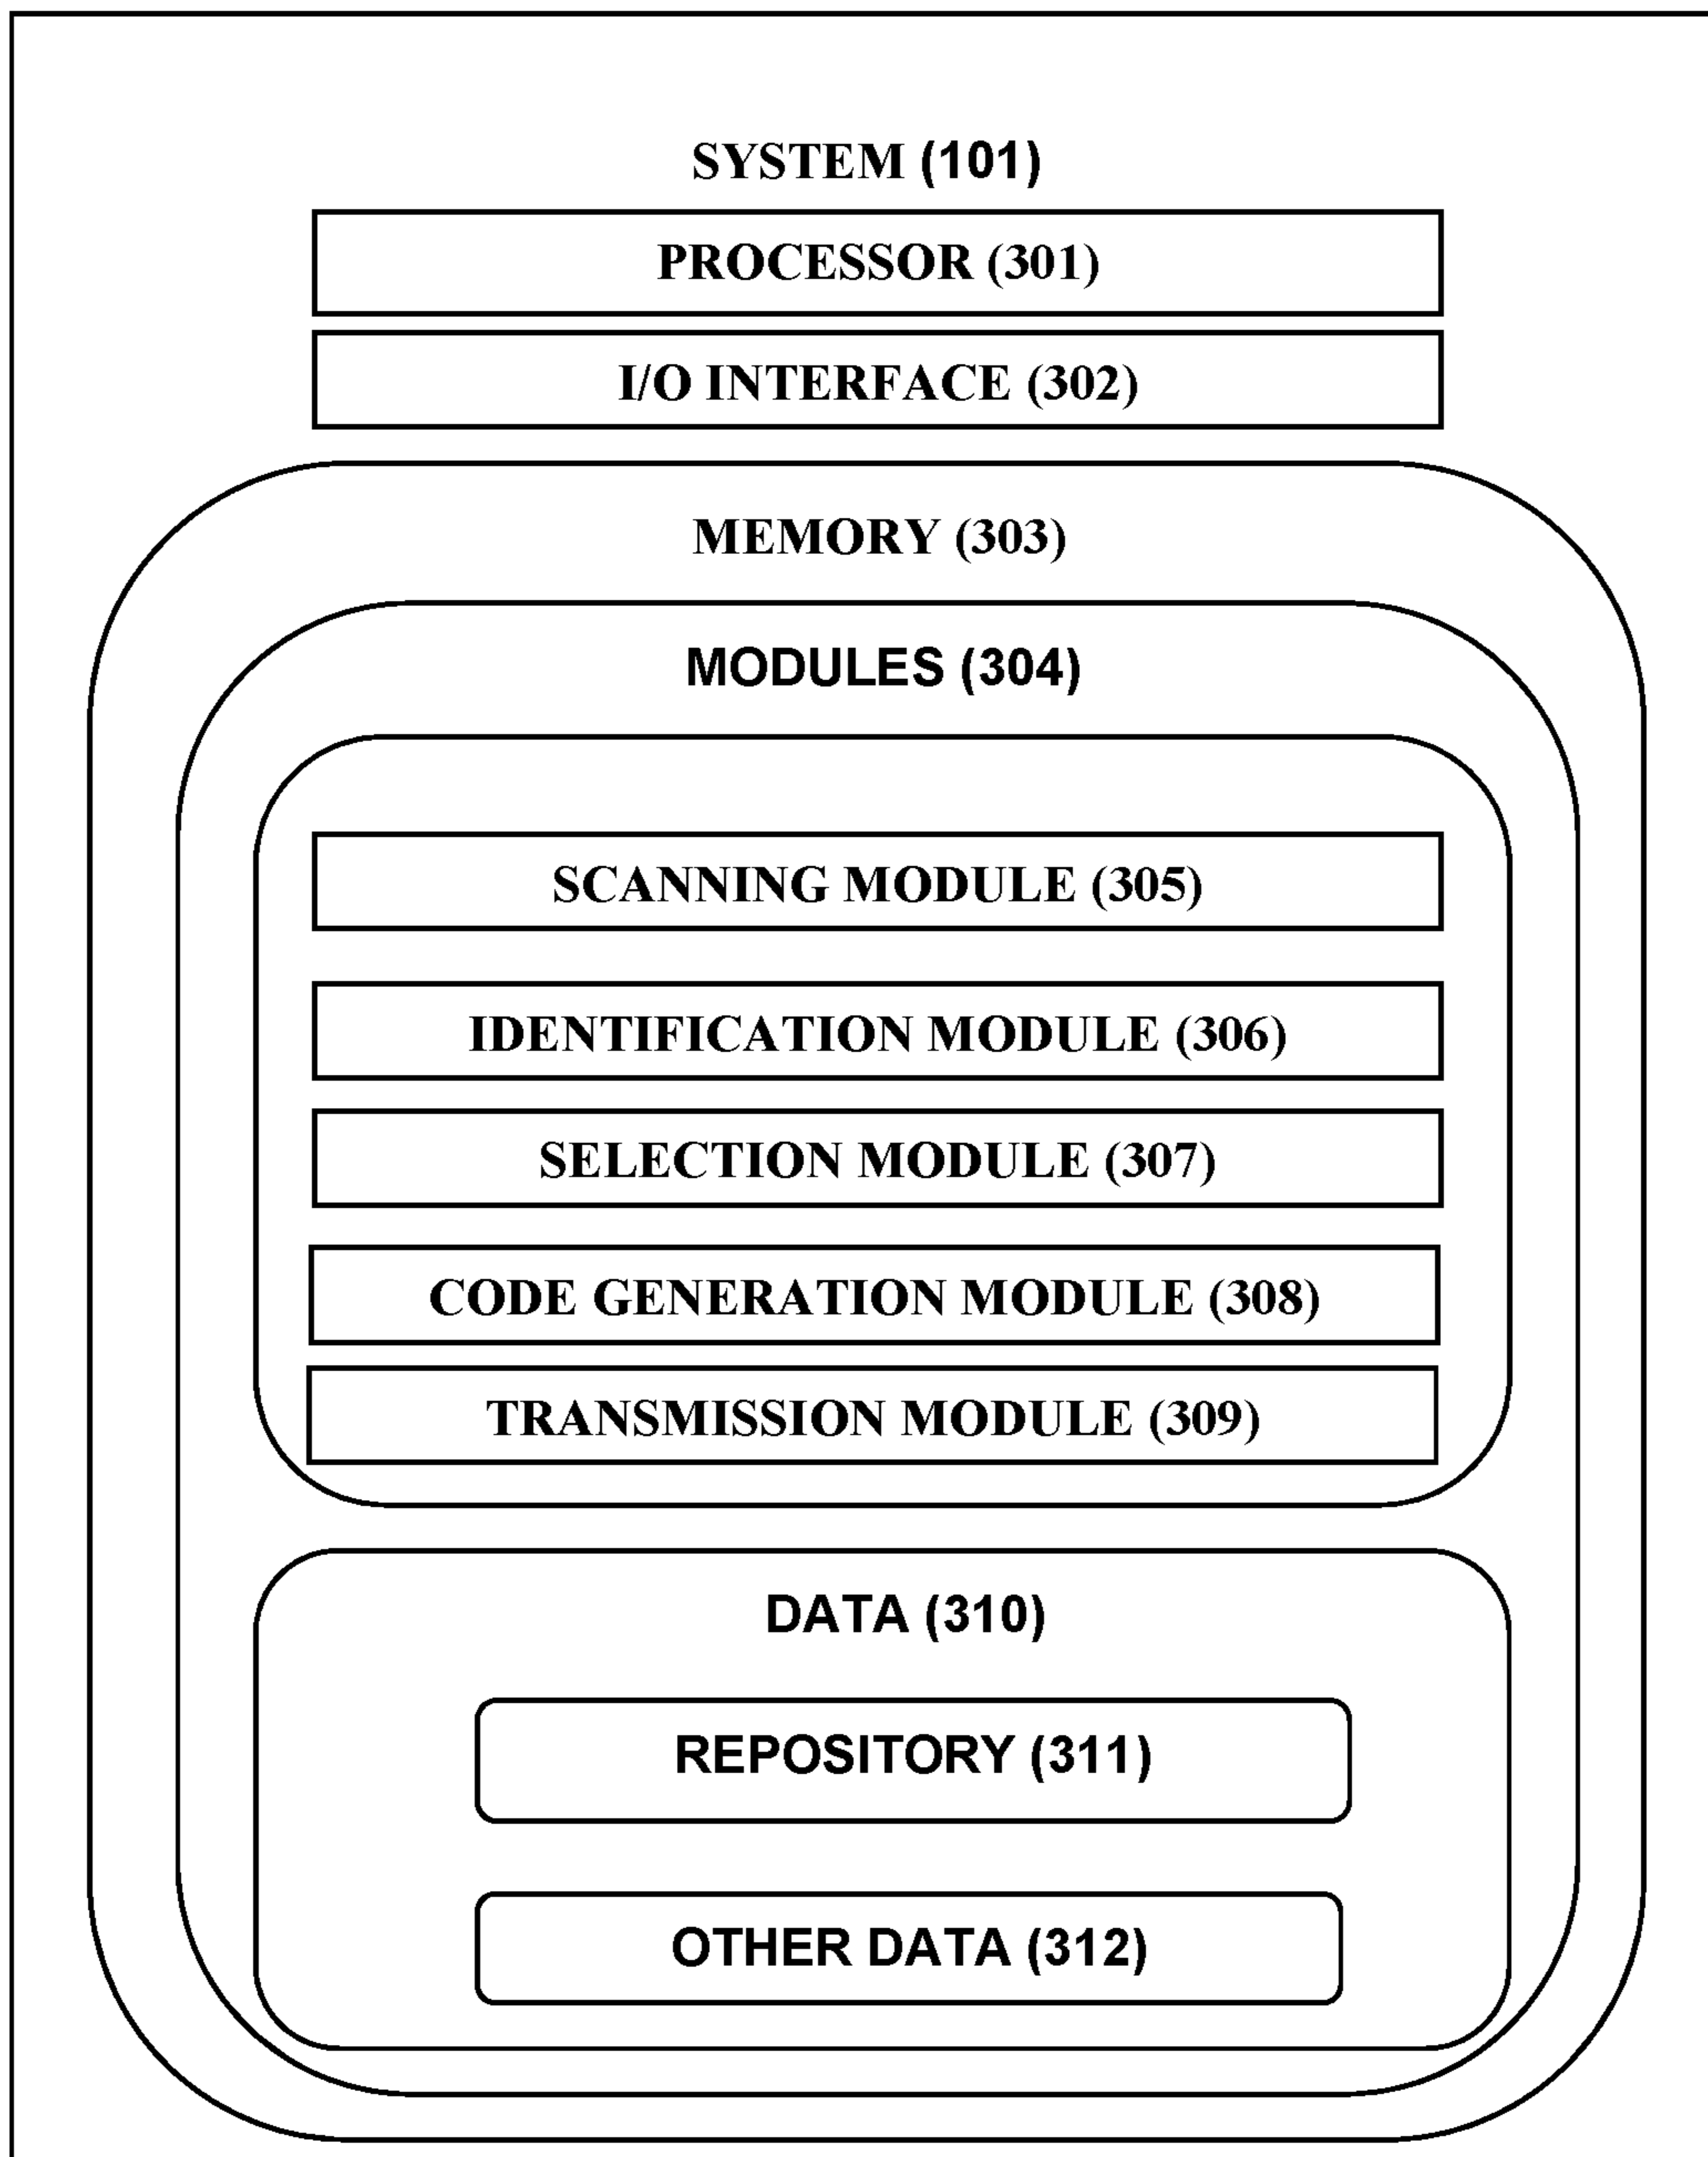 SYSTEM (101)
PROCESSOR (301)
I/O INTERFACE (302)
MEMORY (303)
MODULES (304)
SCANNING MODULE (305)
IDENTIFICATION MODULE (306)
SELECTION MODULE (307)
CODE GENERATION MODULE (308)
TRANSMISSION MODULE (309)
DATA (310)
REPOSITORY (311)
OTHER DATA (312)